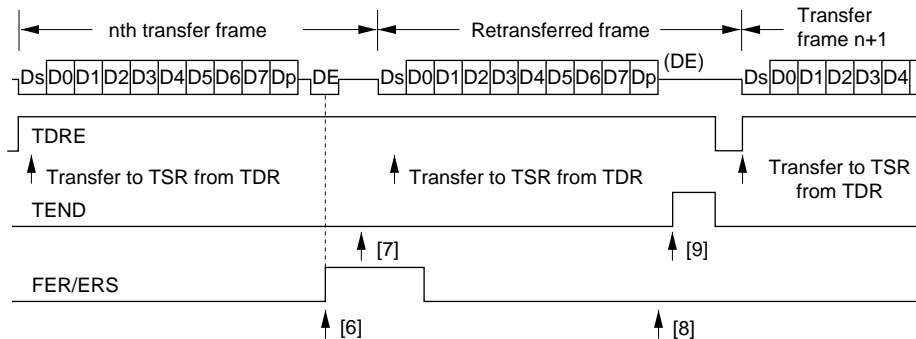 nth transfer frame
Retransferred frame
Transfer
frame n+1
Ds D0 D1 D2 D3 D4 D5 D6 D7 Dp DE
Ds D0 D1 D2 D3 D4 D5 D6 D7 Dp (DE)
Ds D0 D1 D2 D3 D4
TDRE
Transfer to TSR from TDR
Transfer to TSR from TDR
Transfer to TSR
from TDR
TEND
[7]
[9]
FER/ERS
[6]
[8]